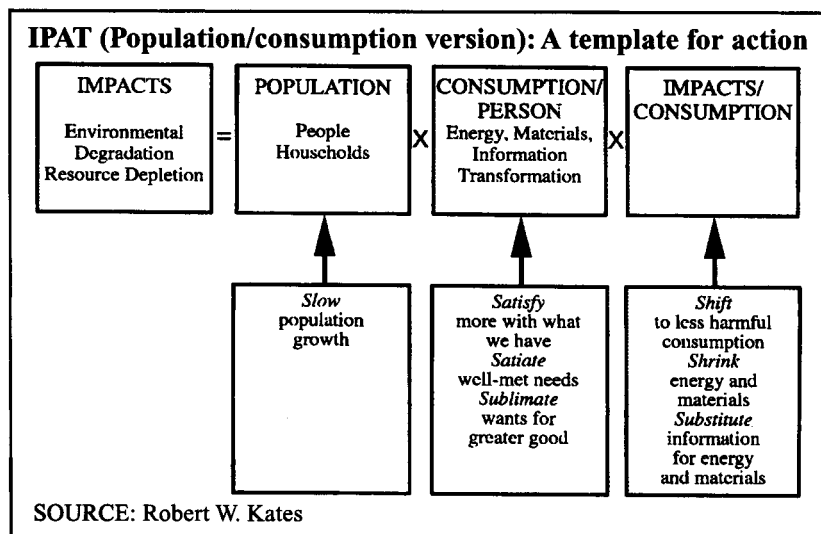 IPAT (Population/consumption version): A template for action
IMPACTS
Environmental
Degradation
Resource Depletion
=
POPULATION
People
Households
X
CONSUMPTION/
PERSON
Energy, Materials,
Information
Transformation
X
IMPACTS/
CONSUMPTION
Slow
population
growth
Satisfy
more with what
we have
Satiate
well-met needs
Sublimate
wants for
greater good
Shift
to less harmful
consumption
Shrink
energy and
materials
Substitute
information
for energy
and materials
SOURCE: Robert W. Kates